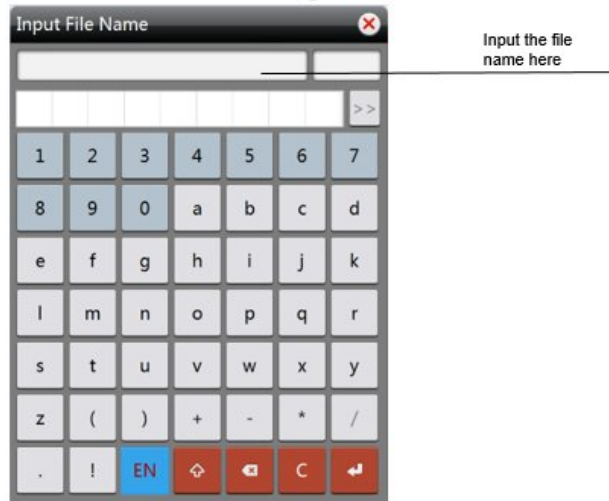 Input File Name
Input the file
name here
>>
1 2 3 4 5 6 7
8 9 0 a b c d
e f g h i j k
l m n o p q r
s t u v w x y
z ( ) + - * /
. ! EN C